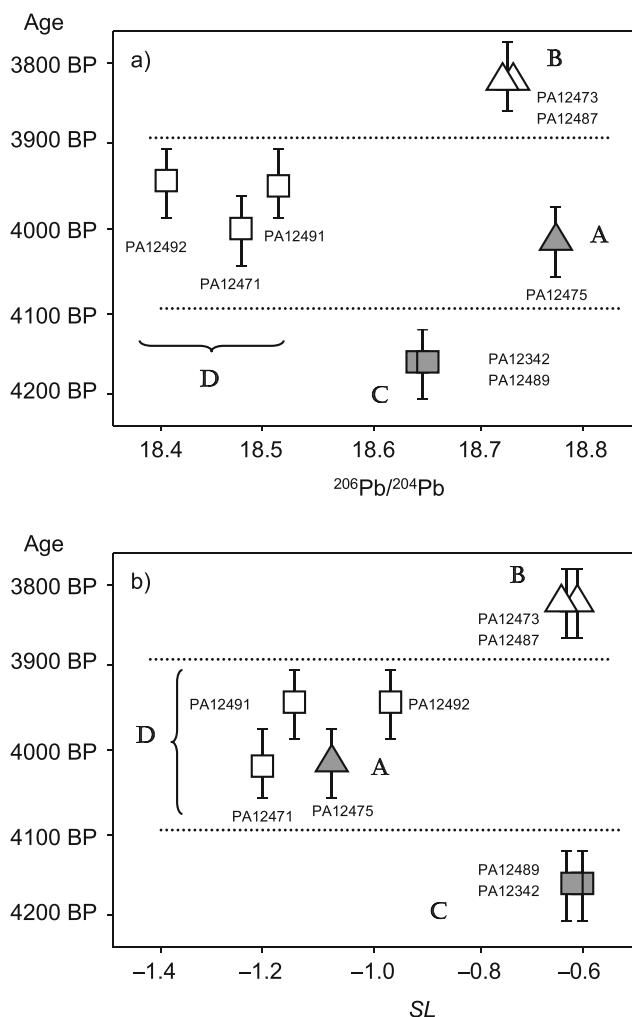 Age
a)
3800 BP
B
PA12473
PA12487
3900 BP
PA12492
PA12491
4000 BP
A
PA12471
PA12475
4100 BP
D
PA12342
PA12489
C
4200 BP
18.4 18.5 18.6 18.7 18.8
²⁰⁶Pb/²⁰⁴Pb
Age
b)
3800 BP
B
PA12473
PA12487
3900 BP
PA12491
PA12492
D
4000 BP
A
PA12471
PA12475
4100 BP
PA12489
PA12342
C
4200 BP
–1.4 –1.2 –1.0 –0.8 –0.6
SL